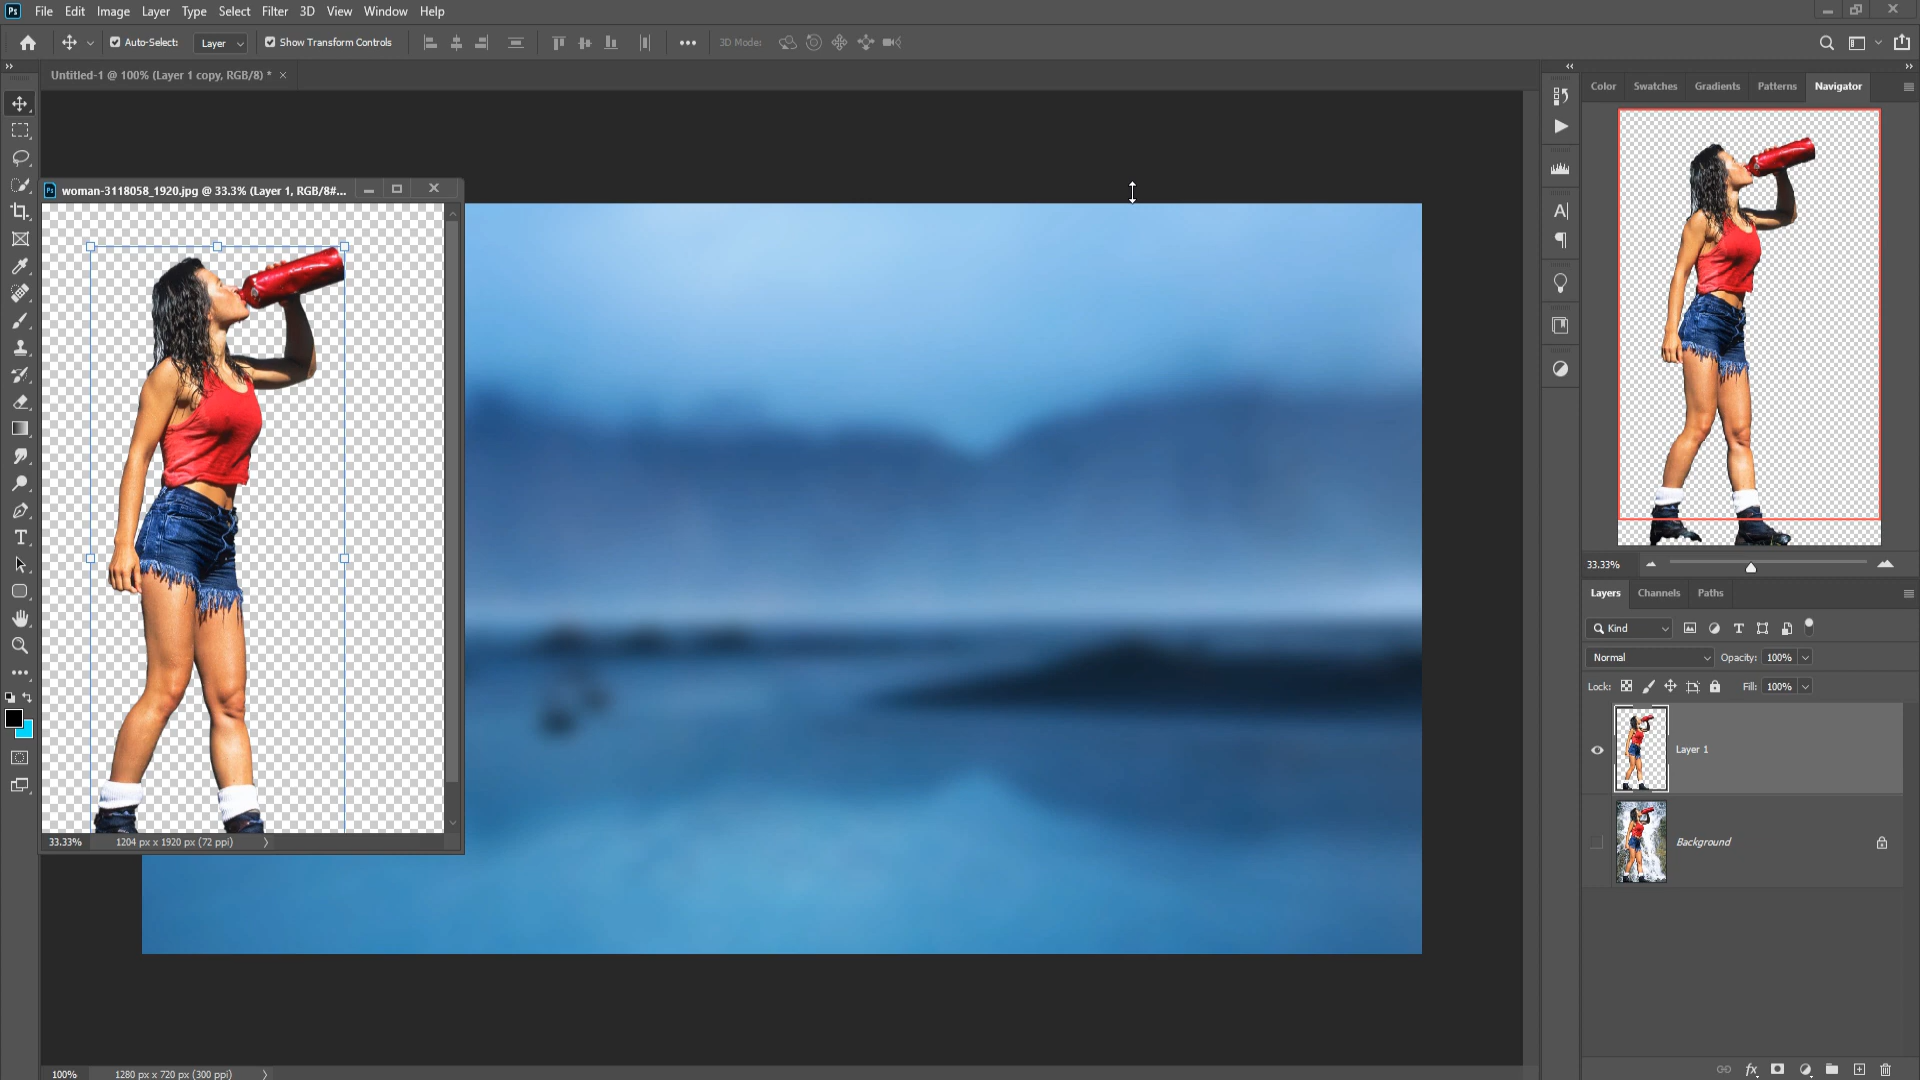 Ps File Edit Image Layer Type Select Filter 3D View Window Help
Auto-Select: Layer Show Transform Controls 3D Mode:
Untitled-1 @ 100% (Layer 1 copy, RGB/8) *
Color Swatches Gradients Patterns Navigator
woman-3118058_1920.jpg @ 33.3% (Layer 1, RGB/8#...
33.33%
Layers Channels Paths
Kind
Normal Opacity: 100%
Lock: Fill: 100%
Layer 1
Background
33.33% 1204 px x 1920 px (72 ppi)
100% 1280 px x 720 px (300 ppi)